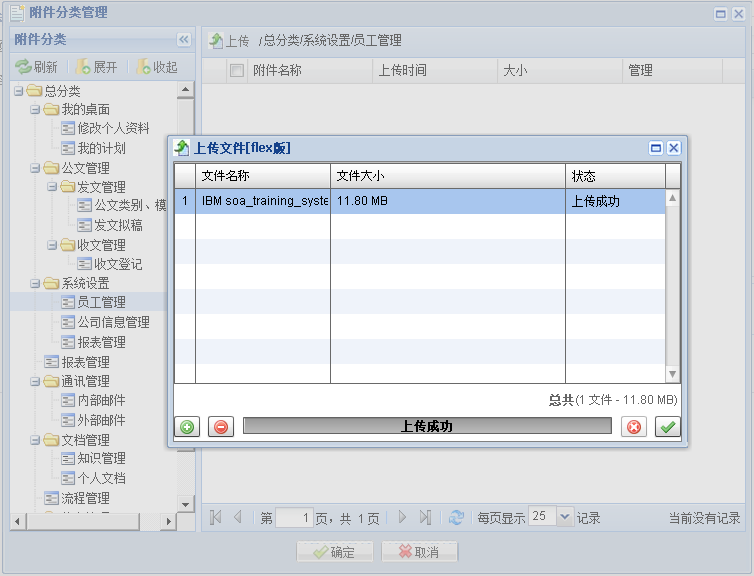 附件分类管理
附件分类
刷新 展开 收起
总分类
我的桌面
修改个人资料
我的计划
公文管理
发文管理
公文类别、模
发文拟稿
收文管理
收文登记
系统设置
员工管理
公司信息管理
报表管理
报表管理
通讯管理
内部邮件
外部邮件
文档管理
知识管理
个人文档
流程管理
上传 /总分类/系统设置/员工管理
附件名称 上传时间 大小 管理
上传文件[flex版]
文件名称 文件大小 状态
1 IBM soa_training_syste 11.80 MB 上传成功
总共(1 文件 - 11.80 MB)
上传成功
第 1 页，共 1 页 每页显示 25 记录 当前没有记录
确定 取消